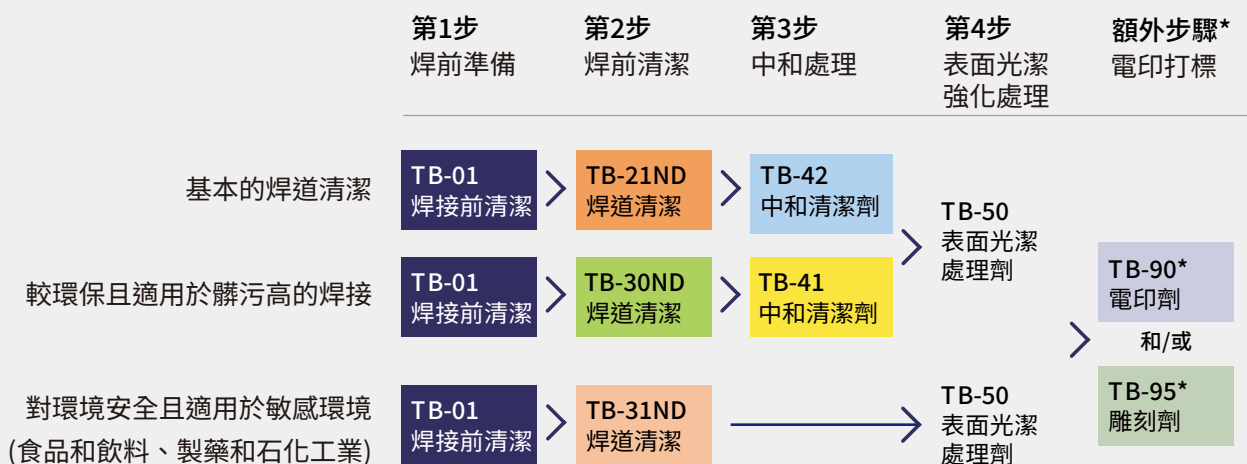 第1步
焊前準備
第2步
焊前清潔
第3步
中和處理
第4步
表面光潔
強化處理
額外步驟*
電印打標
基本的焊道清潔
TB-01
焊接前清潔
TB-21ND
焊道清潔
TB-42
中和清潔劑
TB-50
表面光潔
處理劑
較環保且適用於髒污高的焊接
TB-01
焊接前清潔
TB-30ND
焊道清潔
TB-41
中和清潔劑
TB-90*
電印劑
和/或
TB-95*
雕刻劑
對環境安全且適用於敏感環境
(食品和飲料、製藥和石化工業)
TB-01
焊接前清潔
TB-31ND
焊道清潔
TB-50
表面光潔
處理劑